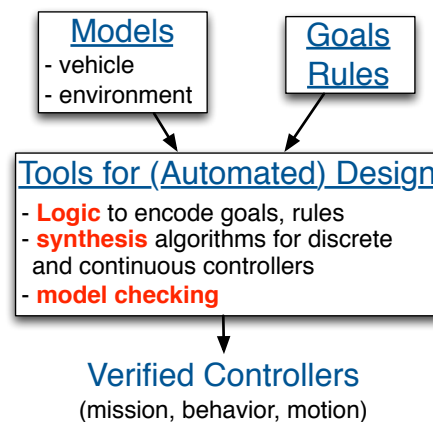 Models
- vehicle
- environment
Goals
Rules
Tools for (Automated) Design
- Logic to encode goals, rules
- synthesis algorithms for discrete
and continuous controllers
- model checking
Verified Controllers
(mission, behavior, motion)